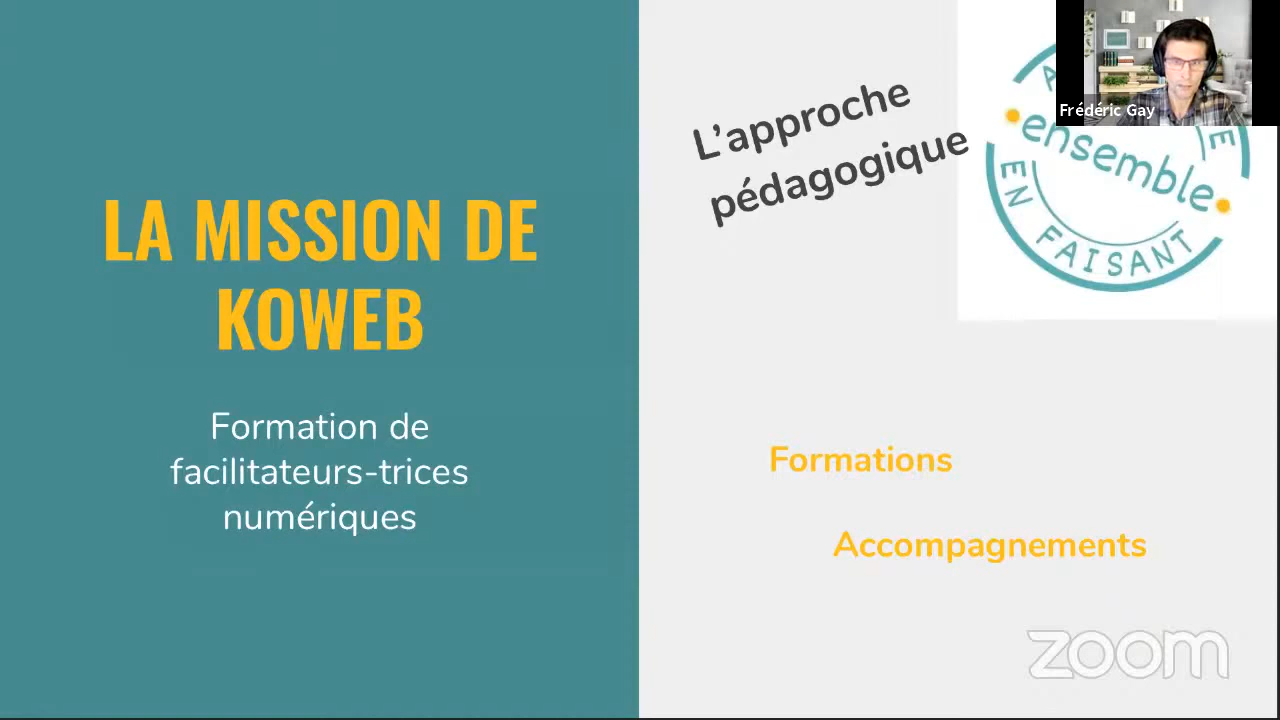 LA MISSION DE
KOWEB
Formation de
facilitateurs-trices
numériques
L'approche
pédagogique
ensemble
EN FAISANT
Formations
Accompagnements
Frédéric Gay
zoom